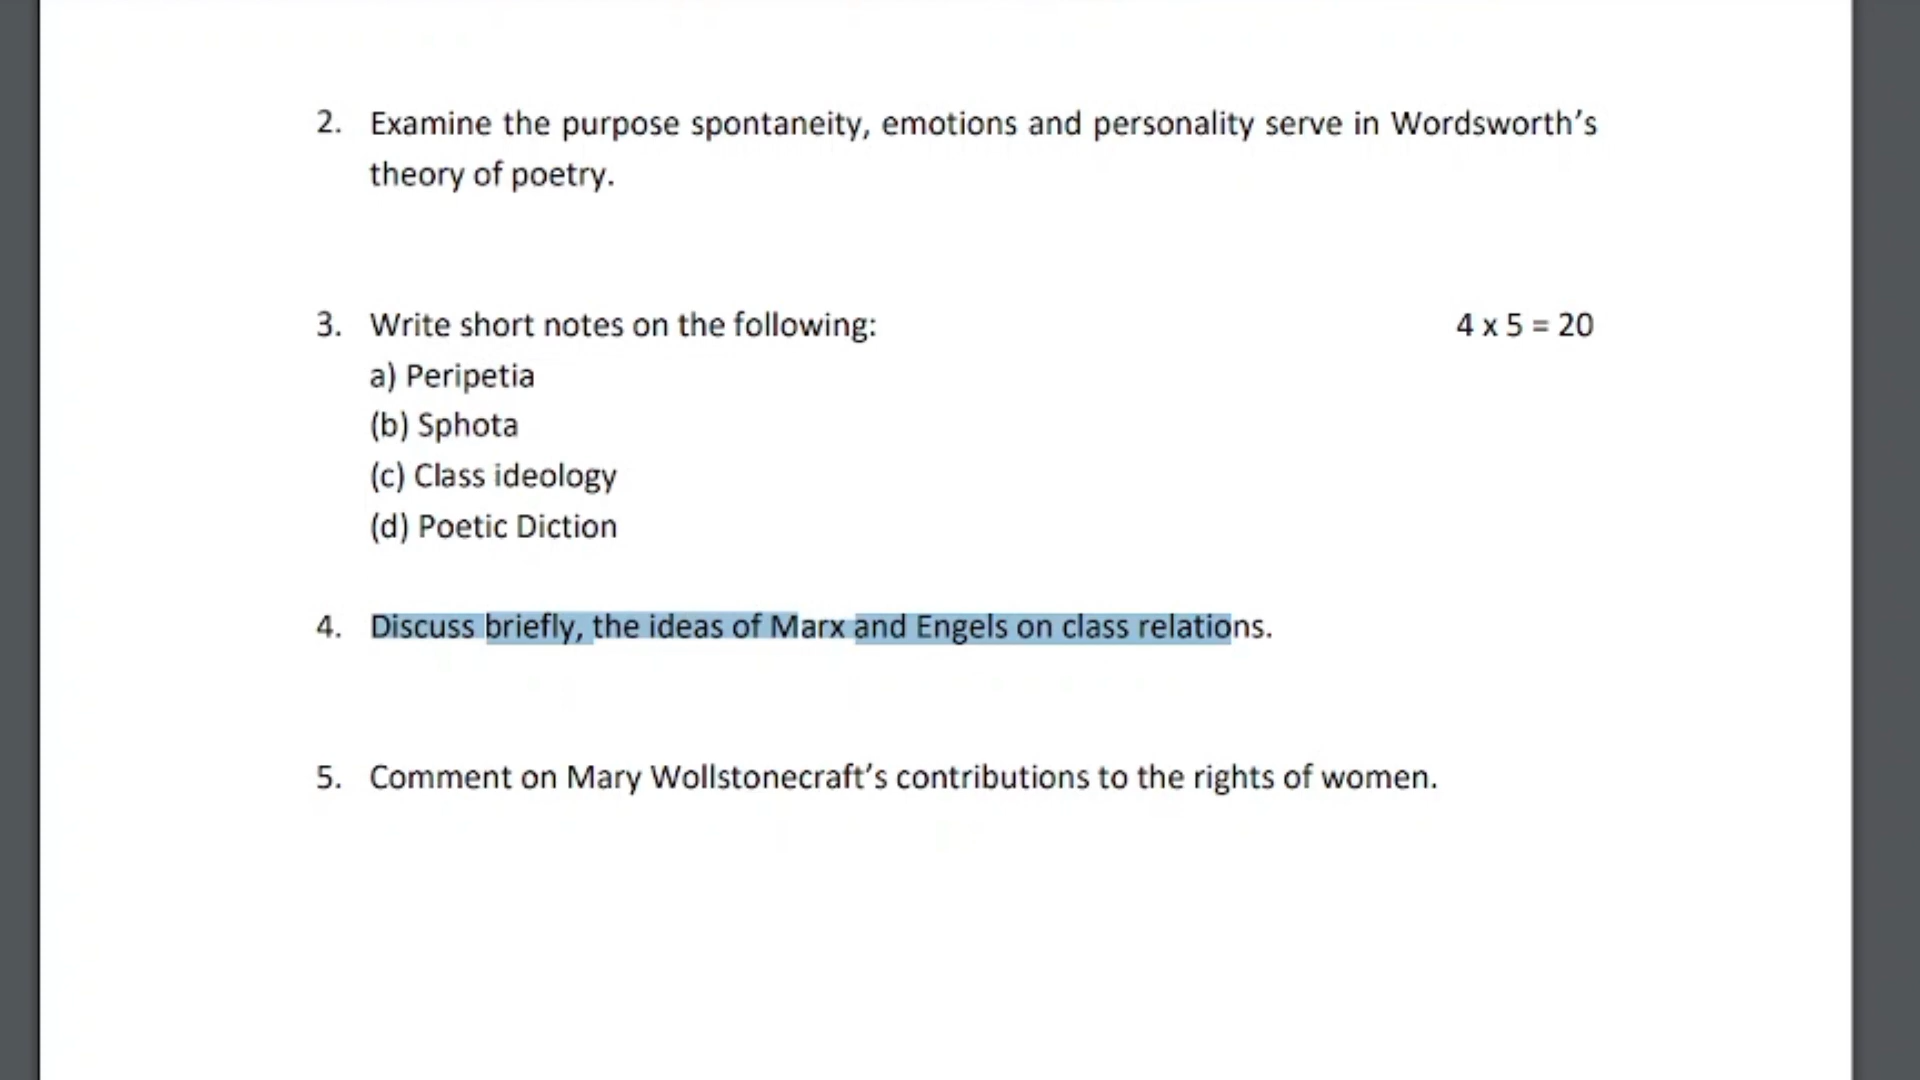 2. Examine the purpose spontaneity, emotions and personality serve in Wordsworth’s
theory of poetry.
3. Write short notes on the following: 4 x 5 = 20
a) Peripetia
(b) Sphota
(c) Class ideology
(d) Poetic Diction
4. Discuss briefly, the ideas of Marx and Engels on class relations.
5. Comment on Mary Wollstonecraft’s contributions to the rights of women.